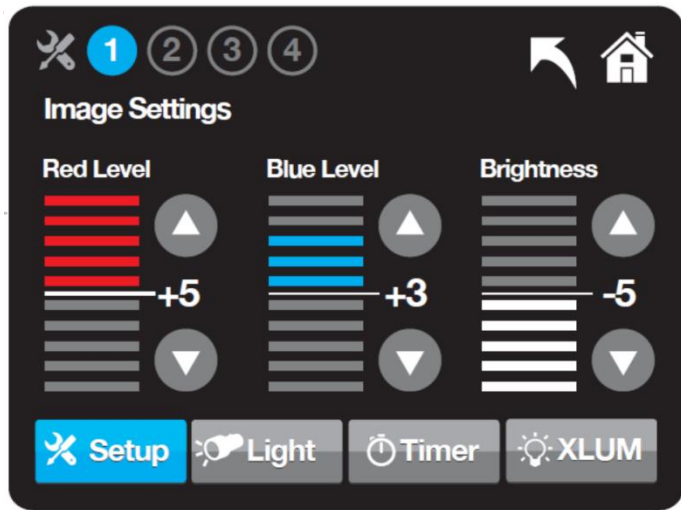 1 2 3 4
Image Settings
Red Level Blue Level Brightness
+5 +3 -5
Setup Light Timer XLUM